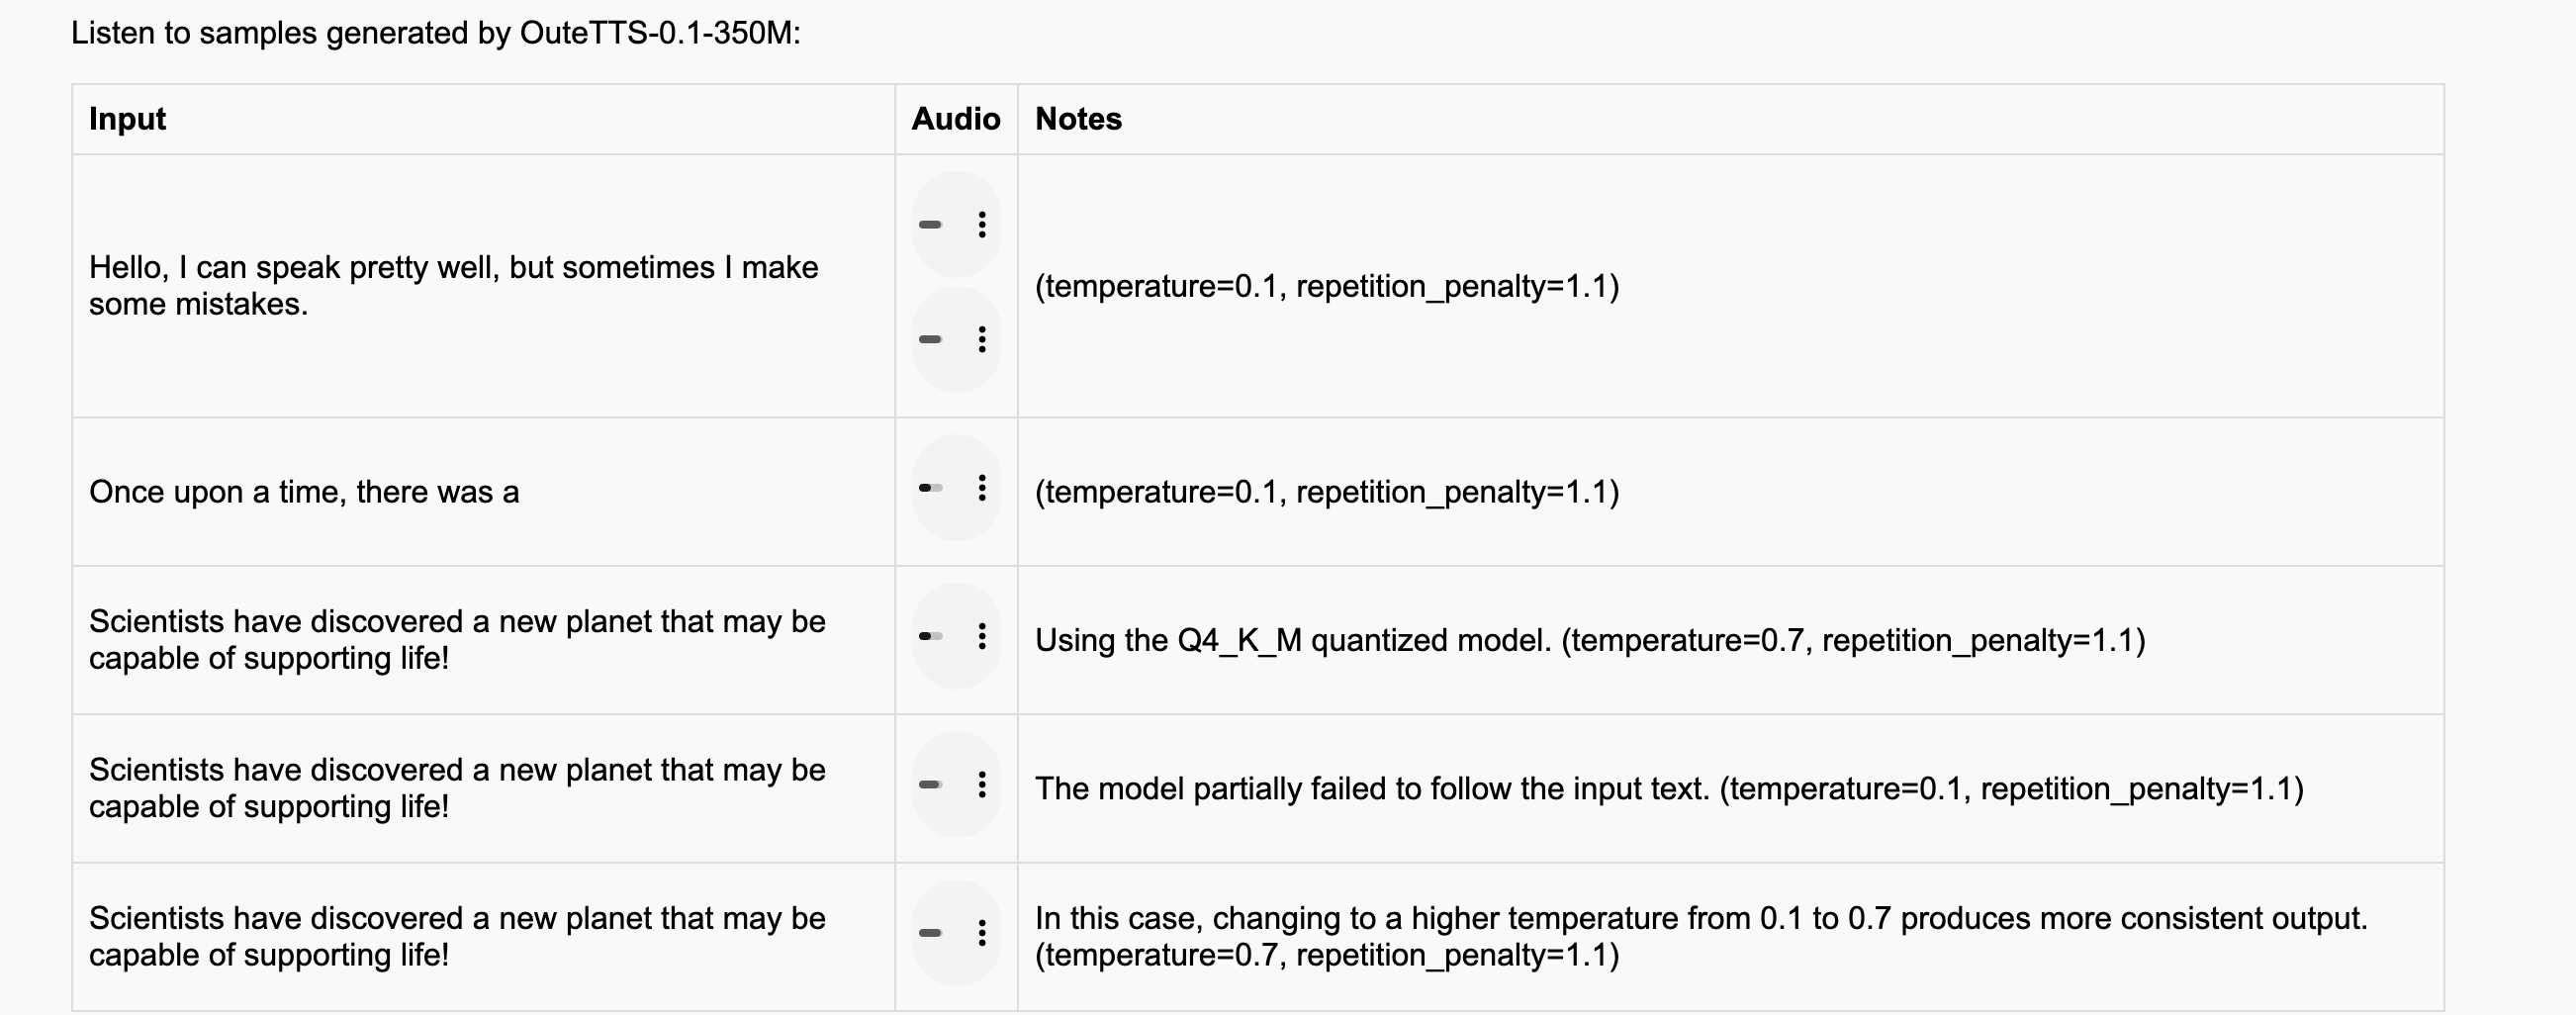 Listen to samples generated by OuteTTS-0.1-350M:
Input Audio Notes
Hello, I can speak pretty well, but sometimes I make
some mistakes.
(temperature=0.1, repetition_penalty=1.1)
Once upon a time, there was a
(temperature=0.1, repetition_penalty=1.1)
Scientists have discovered a new planet that may be
capable of supporting life!
Using the Q4_K_M quantized model. (temperature=0.7, repetition_penalty=1.1)
Scientists have discovered a new planet that may be
capable of supporting life!
The model partially failed to follow the input text. (temperature=0.1, repetition_penalty=1.1)
Scientists have discovered a new planet that may be
capable of supporting life!
In this case, changing to a higher temperature from 0.1 to 0.7 produces more consistent output.
(temperature=0.7, repetition_penalty=1.1)